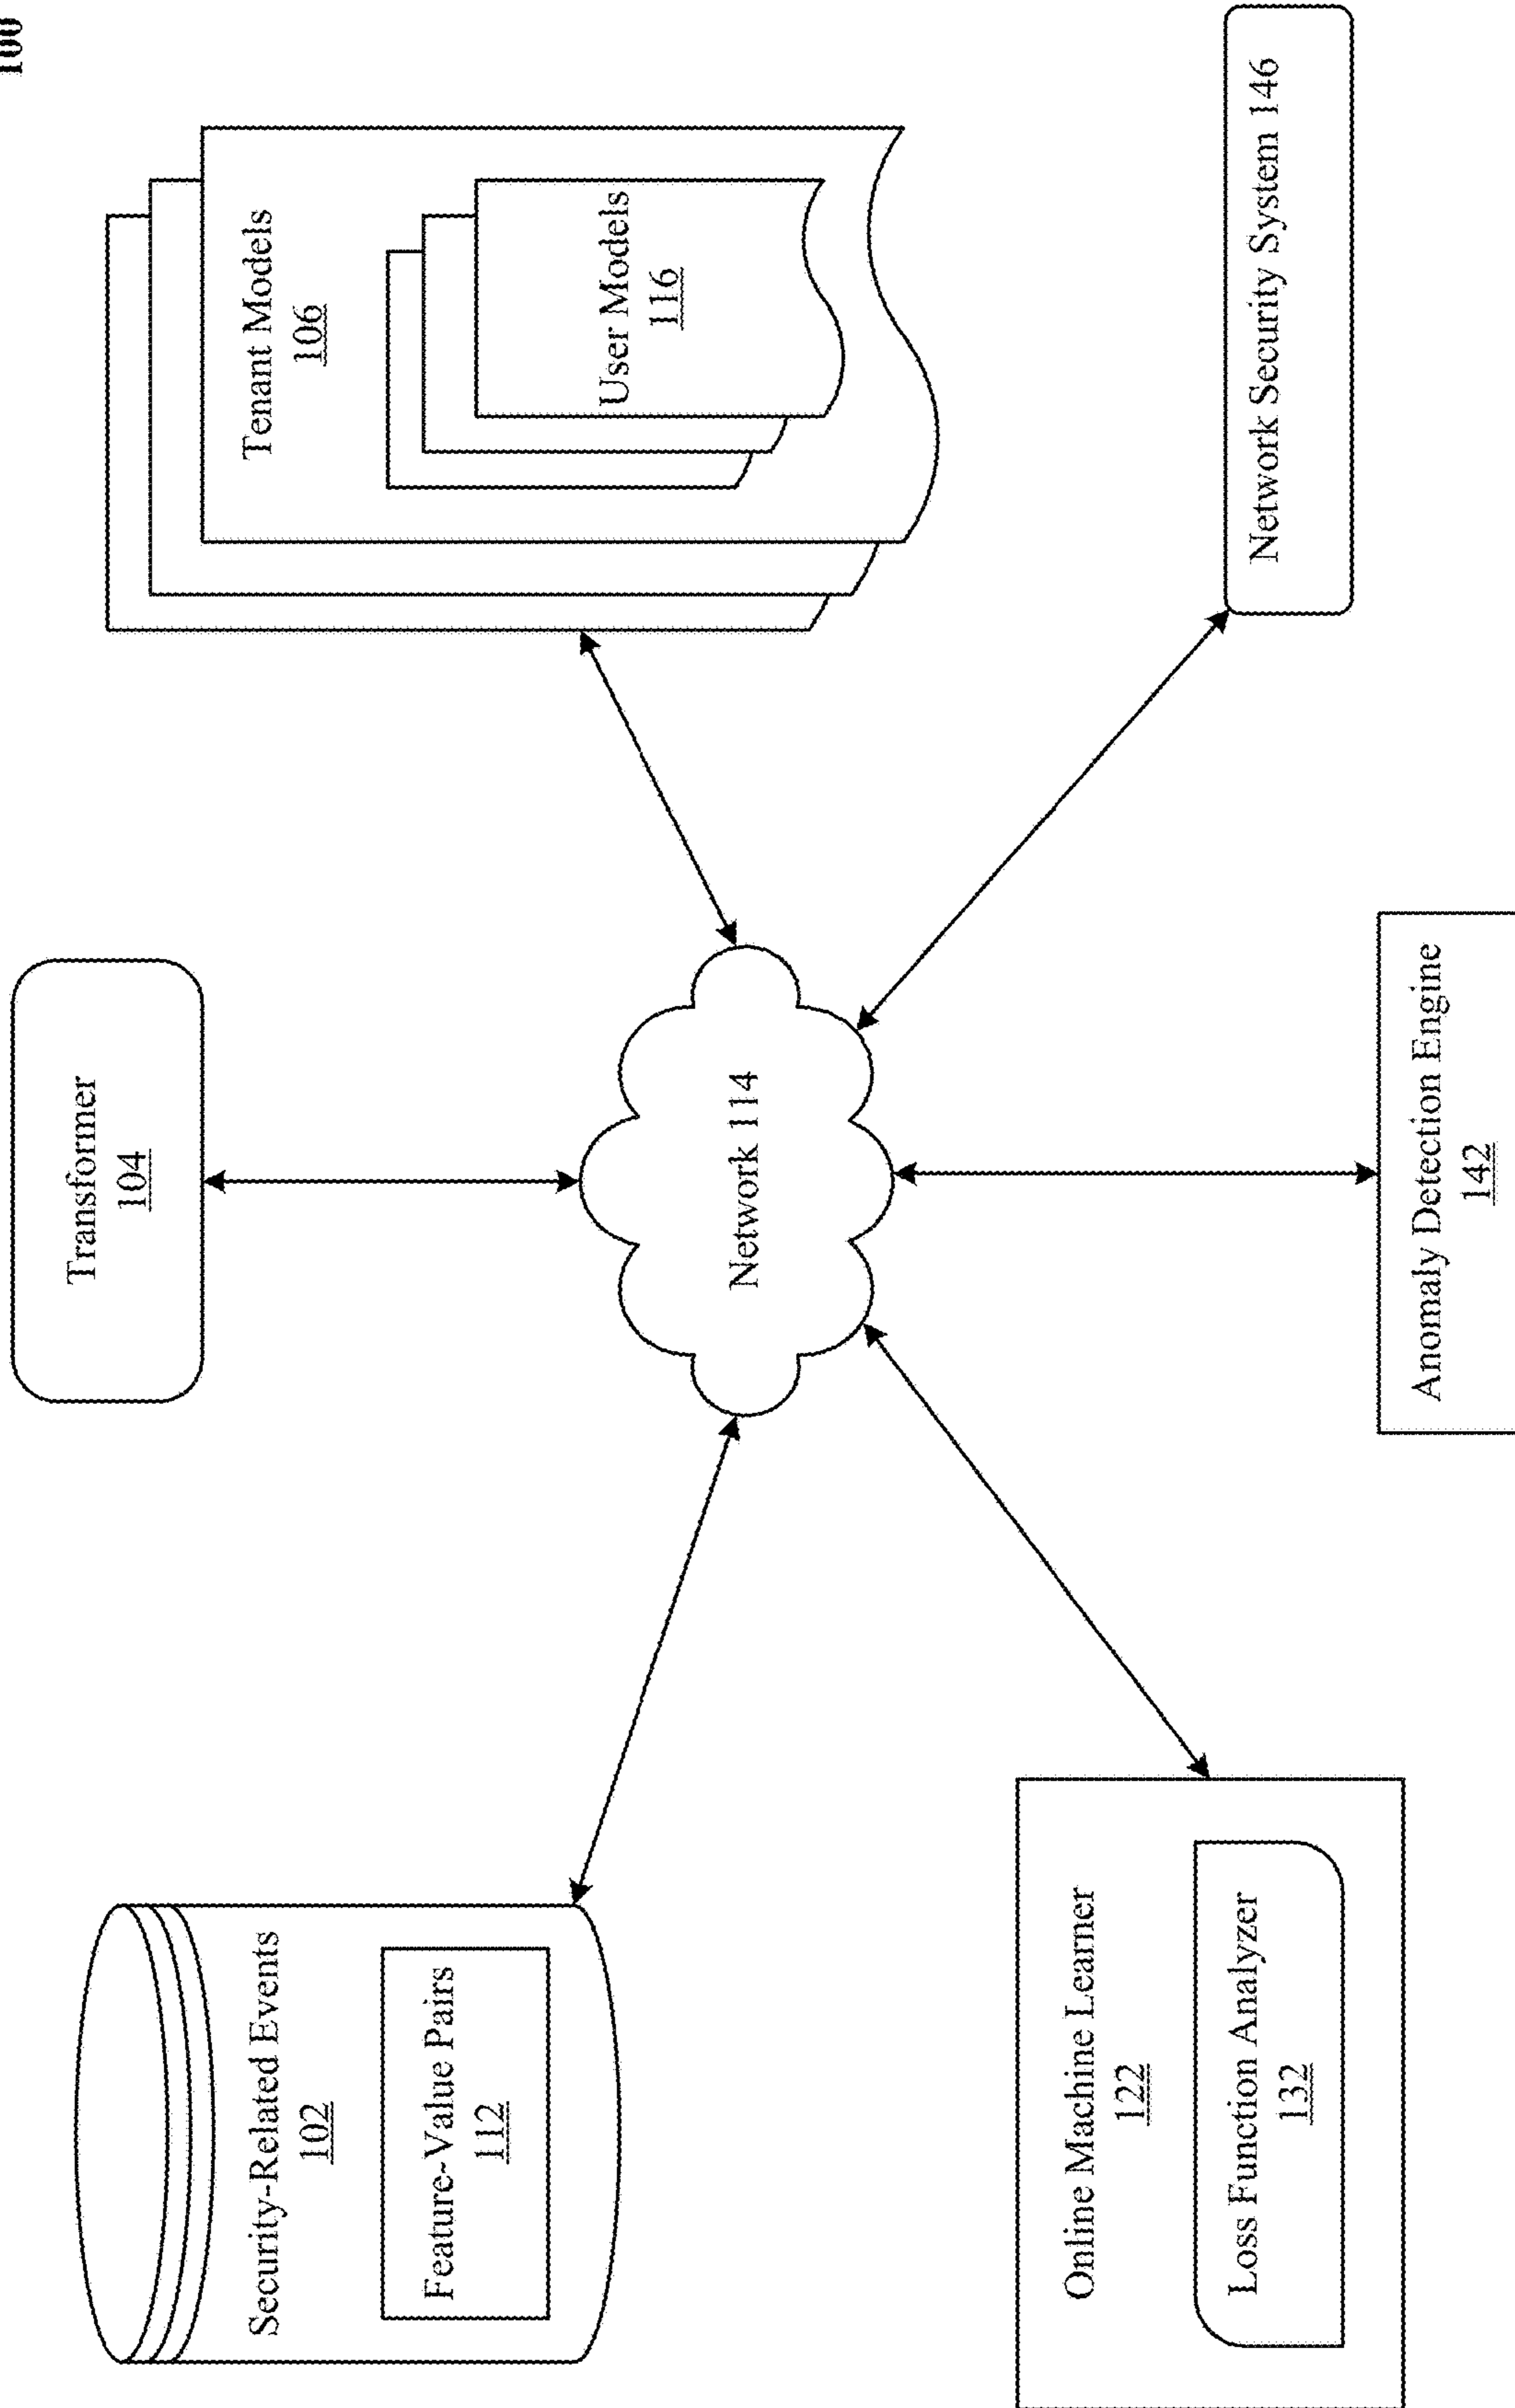 100
Security-Related Events
102
Feature-Value Pairs
112
Transformer
104
Tenant Models
106
User Models
116
Network 114
Online Machine Learner
122
Loss Function Analyzer
132
Anomaly Detection Engine
142
Network Security System 146